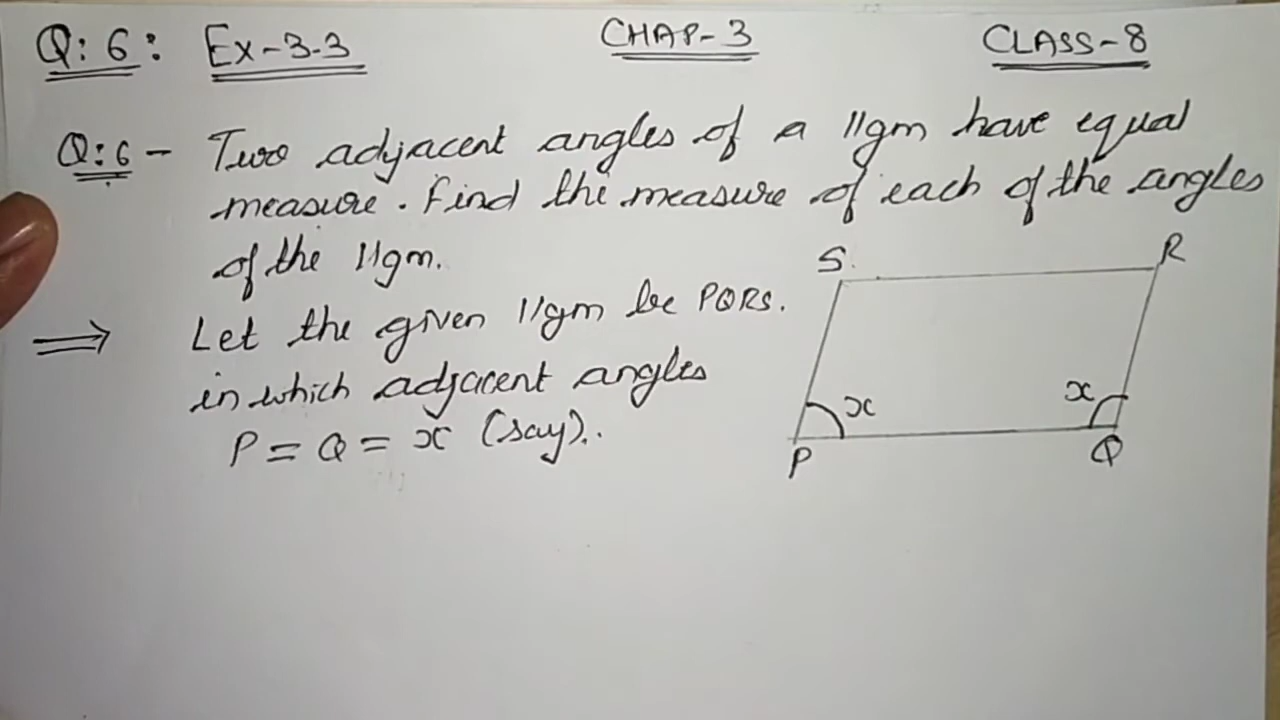 Q: 6 : Ex-3.3 CHAP-3 CLASS-8
Q:6 - Two adjacent angles of a ||gm have equal
measure. Find the measure of each of the angles
of the ||gm.
⇒ Let the given ||gm be PQRS.
in which adjacent angles
P = Q = x (say).
S R
x x
P Q